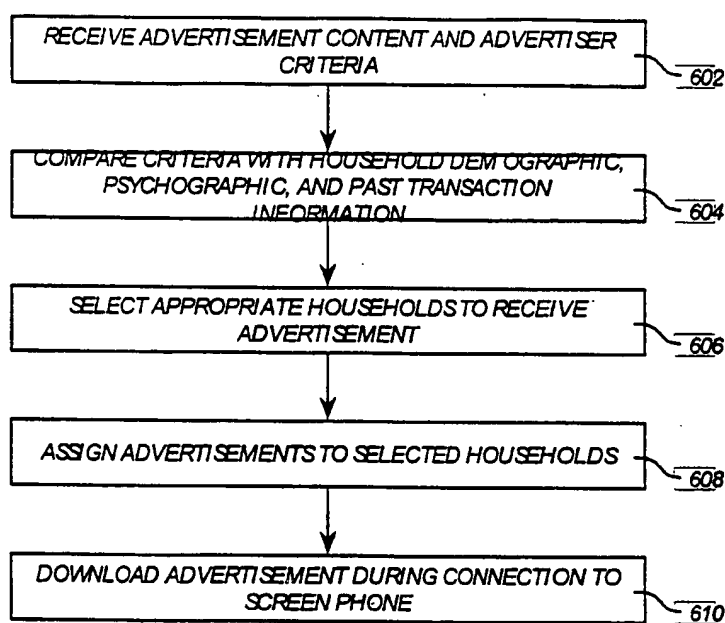 RECEIVE ADVERTISEMENT CONTENT AND ADVERTISER
CRITERIA
602
COMPARE CRITERIA WITH HOUSEHOLD DEMOGRAPHIC,
PSYCHOGRAPHIC, AND PAST TRANSACTION
INFORMATION
604
SELECT APPROPRIATE HOUSEHOLDS TO RECEIVE
ADVERTISEMENT
606
ASSIGN ADVERTISEMENTS TO SELECTED HOUSEHOLDS
608
DOWNLOAD ADVERTISEMENT DURING CONNECTION TO
SCREEN PHONE
610